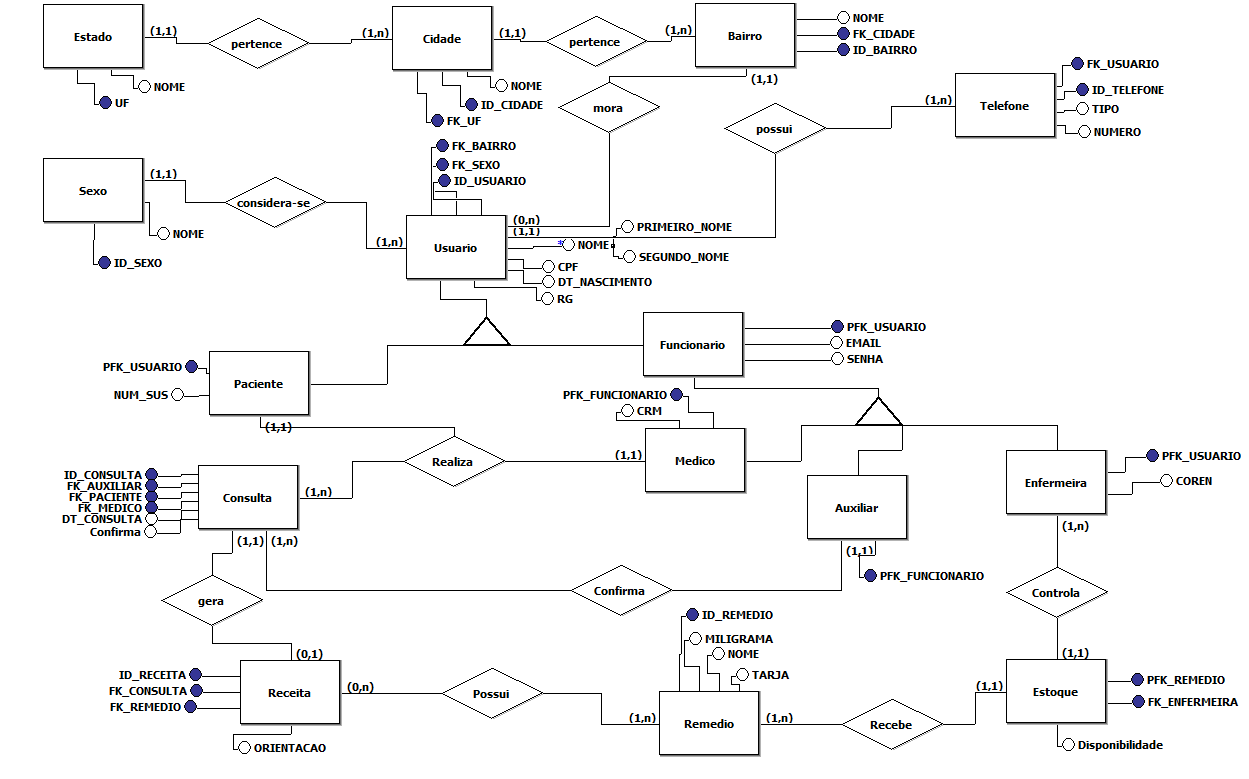 Estado
(1,1)
pertence
(1,n)
Cidade
(1,1)
pertence
(1,n)
Bairro
NOME
FK_CIDADE
ID_BAIRRO
NOME
UF
NOME
ID_CIDADE
FK_UF
(1,1)
mora
possui
(1,n)
Telefone
FK_USUARIO
ID_TELEFONE
TIPO
NUMERO
Sexo
(1,1)
considera-se
NOME
ID_SEXO
(1,n)
FK_BAIRRO
FK_SEXO
ID_USUARIO
Usuario
(0,n)
(1,1)
* NOME
PRIMEIRO_NOME
SEGUNDO_NOME
CPF
DT_NASCIMENTO
RG
Funcionario
PFK_USUARIO
EMAIL
SENHA
PFK_USUARIO
NUM_SUS
Paciente
(1,1)
PFK_FUNCIONARIO
CRM
Medico
(1,1)
Realiza
ID_CONSULTA
FK_AUXILIAR
FK_PACIENTE
FK_MEDICO
DT_CONSULTA
Confirma
Consulta
(1,n)
(1,1)
(1,n)
Auxiliar
(1,1)
PFK_FUNCIONARIO
Enfermeira
PFK_USUARIO
COREN
(1,n)
gera
Confirma
Controla
(0,1)
(1,1)
ID_RECEITA
FK_CONSULTA
FK_REMEDIO
Receita
ORIENTACAO
(0,n)
Possui
(1,n)
ID_REMEDIO
MILIGRAMA
NOME
TARJA
Remedio
(1,n)
Recebe
(1,1)
Estoque
PFK_REMEDIO
FK_ENFERMEIRA
Disponibilidade